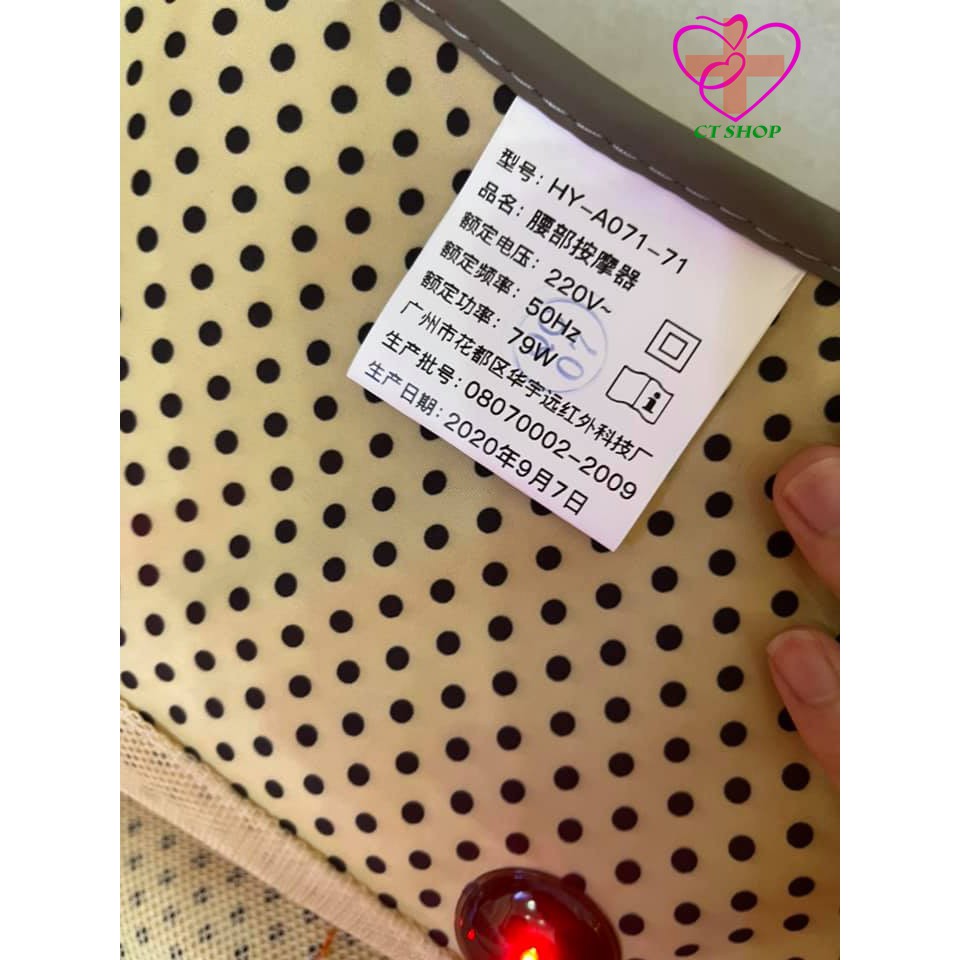 CT SHOP
型号: HY-A071-71
品名: 腰部按摩器
额定电压: 220V~
额定频率: 50Hz
额定功率: 79W
广州市花都区华宇远红外科技厂
生产批号: 08070002-2009
生产日期: 2020年9月7日